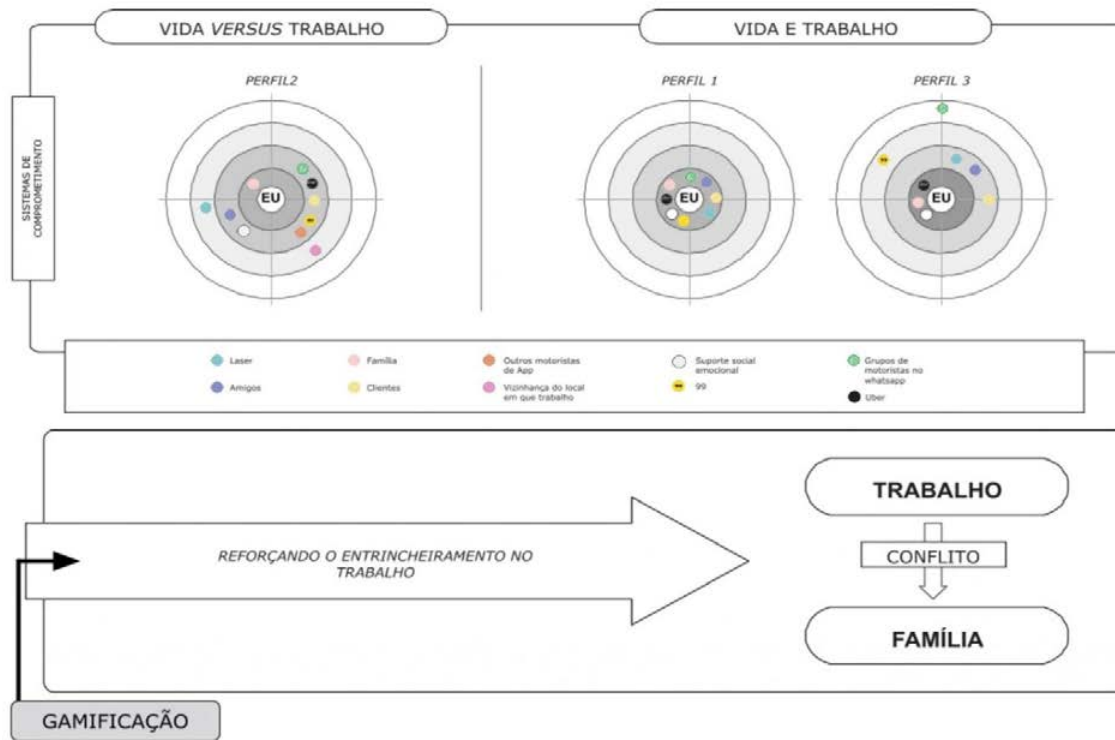 VIDA VERSUS TRABALHO
VIDA E TRABALHO
PERFIL2
PERFIL 1
PERFIL 3
SISTEMAS DE
COMPROMETIMENTO
EU
EU
EU
99
Laser
Família
Outros motoristas
de App
Suporte social
emocional
Grupos de
motoristas no
whatsapp
Amigos
Clientes
Vizinhança do local
em que trabalho
99
Uber
REFORÇANDO O ENTRINCHEIRAMENTO NO
TRABALHO
TRABALHO
CONFLITO
FAMÍLIA
GAMIFICAÇÃO